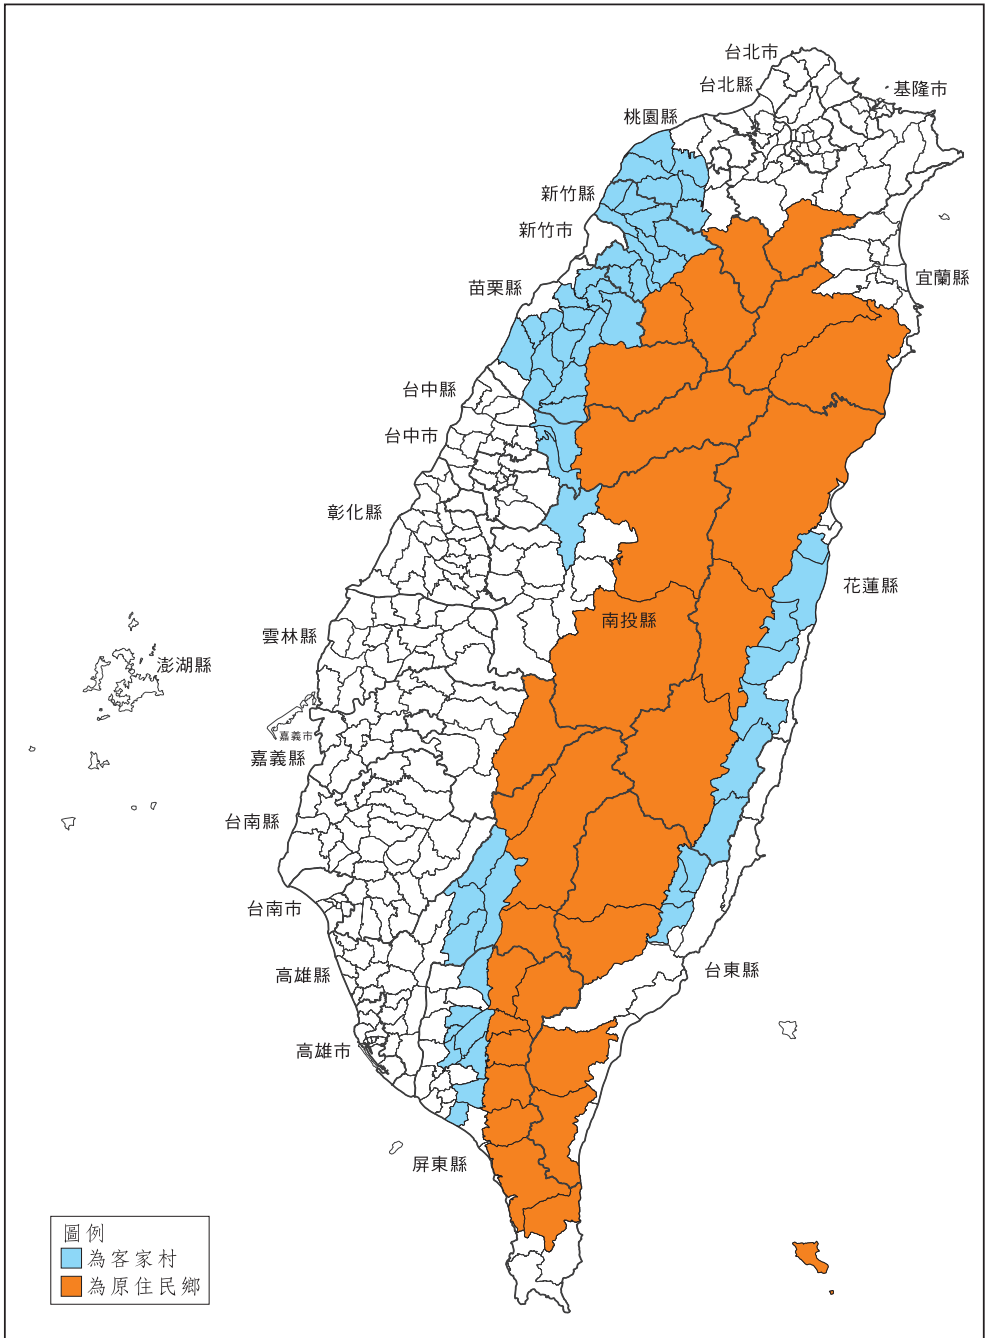 台北市
台北縣
基隆市
桃園縣
新竹縣
新竹市
宜蘭縣
苗栗縣
台中縣
台中市
彰化縣
花蓮縣
南投縣
雲林縣
澎湖縣
嘉義市
嘉義縣
台南縣
台南市
台東縣
高雄縣
高雄市
屏東縣
圖例
為客家村
為原住民鄉